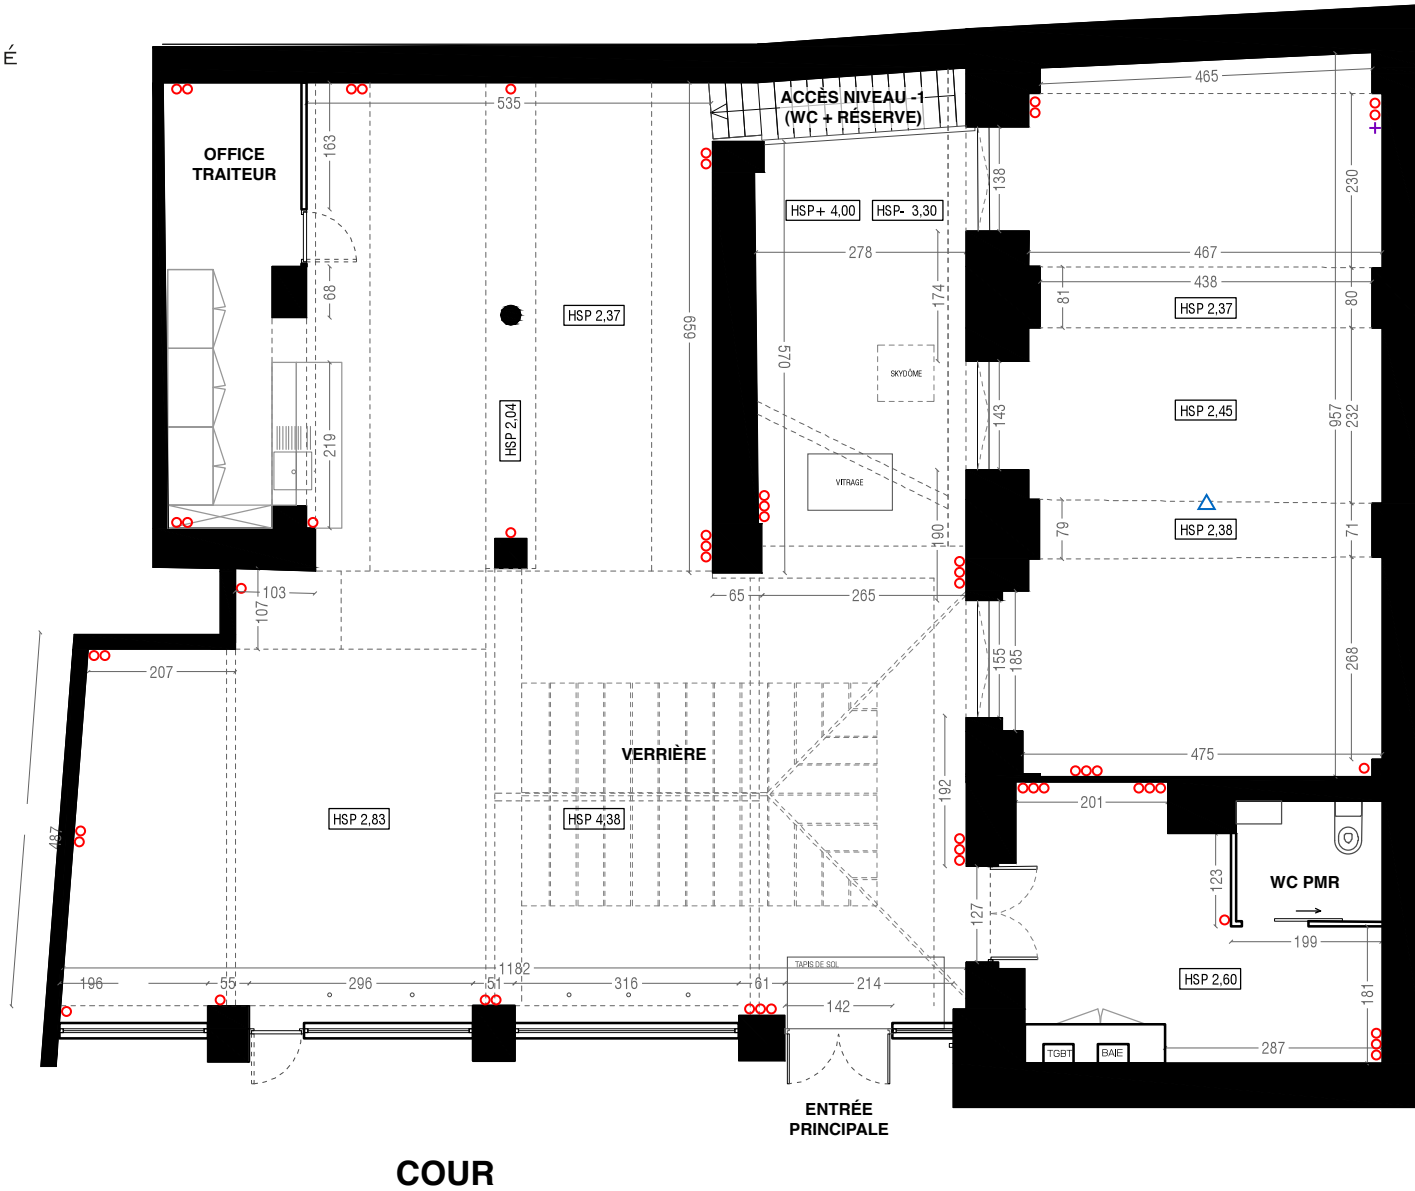 É
465
ACCÈS NIVEAU -1
(WC + RÉSERVE)
535
163
OFFICE
TRAITEUR
138
230
HSP+ 4,00
HSP- 3,30
278
467
438
68
174
81
80
HSP 2,37
HSP 2,37
659
570
SKYDÔME
HSP 2,04
219
143
HSP 2,45
957
232
VITRAGE
190
79
HSP 2,38
71
103
107
65
265
155
185
268
207
VERRIÈRE
475
192
201
487
HSP 2,83
HSP 4,38
123
WC PMR
127
199
TAPIS DE SOL
1182
196
55
296
51
316
61
214
142
HSP 2,60
181
TGBT
BAIE
287
ENTRÉE
PRINCIPALE
COUR